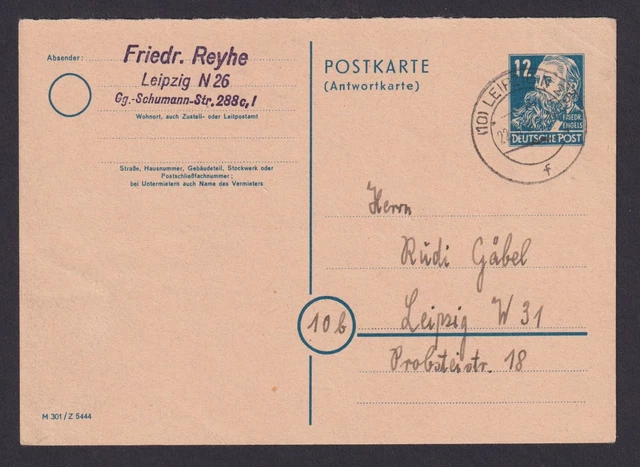 Absender:
Friedr. Reyhe
Leipzig N 26
Gg.-Schumann-Str. 288c, I
Wohnort, auch Zustell- oder Leitpostamt
Straße, Hausnummer, Gebäudeteil, Stockwerk oder
Postschließfachnummer;
bei Untermietern auch Name des Vermieters
M 301/Z 5444
POSTKARTE
(Antwortkarte)
12
FRIEDR.
ENGELS
DEUTSCHE POST
(10)
f
Herrn
Rudi Gäbel
10b
Leipzig W 31
Probsteistr. 18